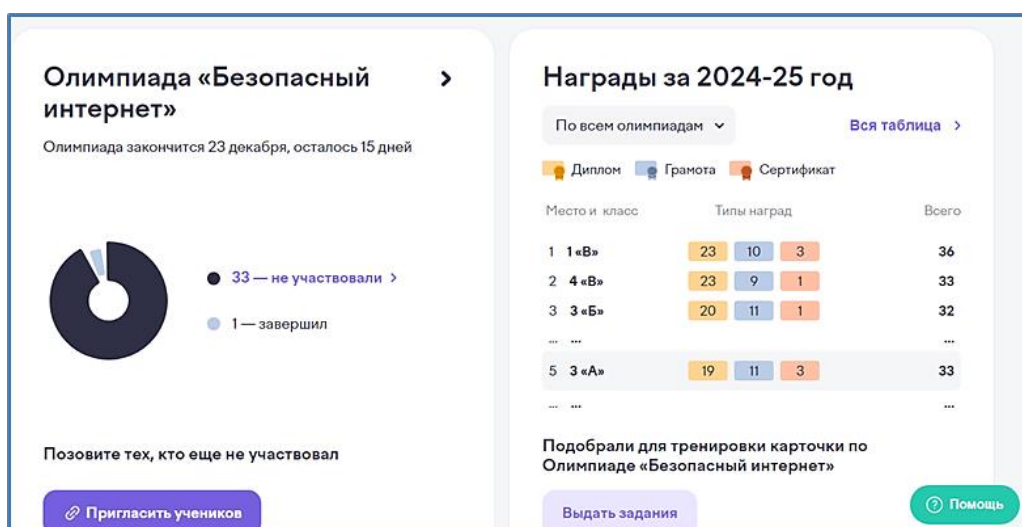 Олимпиада «Безопасный
интернет»
Олимпиада закончится 23 декабря, осталось 15 дней
33 — не участвовали
1 — завершил
Позовите тех, кто еще не участвовал
Пригласить учеников
Награды за 2024-25 год
По всем олимпиадам
Вся таблица
Диплом Грамота Сертификат
Место и класс Типы наград Всего
1 1 «В» 23 10 3 36
2 4 «В» 23 9 1 33
3 3 «Б» 20 11 1 32
... ... ...
5 3 «А» 19 11 3 33
... ... ...
Подобрали для тренировки карточки по
Олимпиаде «Безопасный интернет»
Выдать задания
Помощь